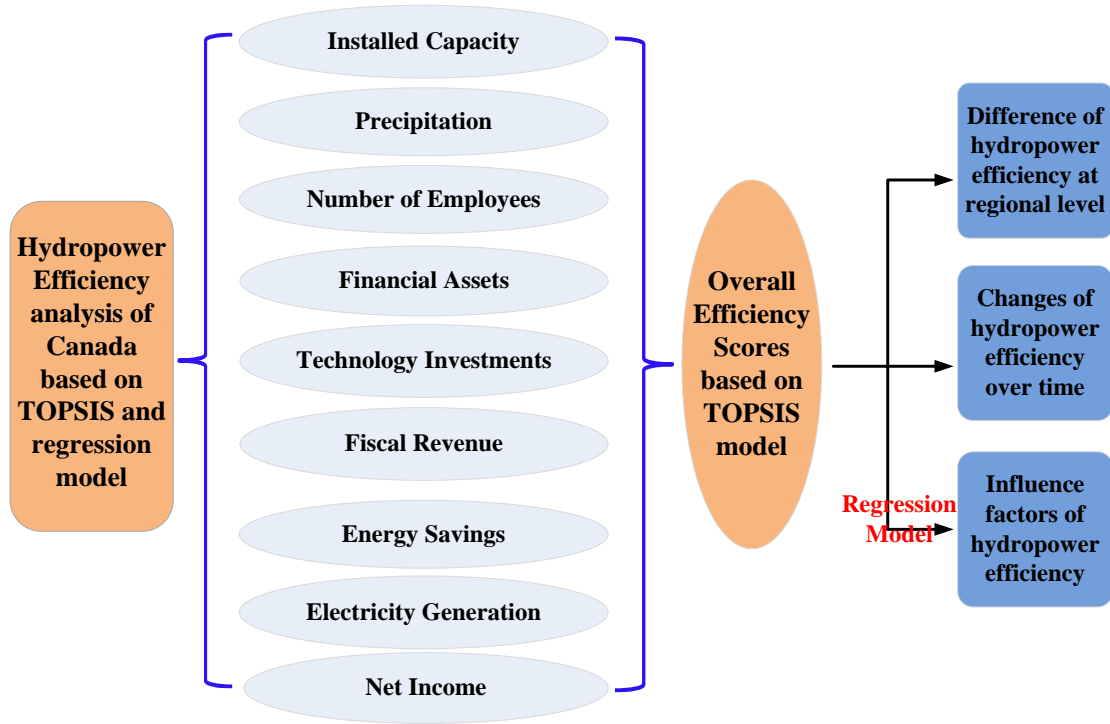 Hydropower
Efficiency
analysis of
Canada
based on
TOPSIS and
regression
model
Installed Capacity
Precipitation
Number of Employees
Financial Assets
Technology Investments
Fiscal Revenue
Energy Savings
Electricity Generation
Net Income
Overall
Efficiency
Scores
based on
TOPSIS
model
Regression
Model
Difference of
hydropower
efficiency at
regional level
Changes of
hydropower
efficiency
over time
Influence
factors of
hydropower
efficiency